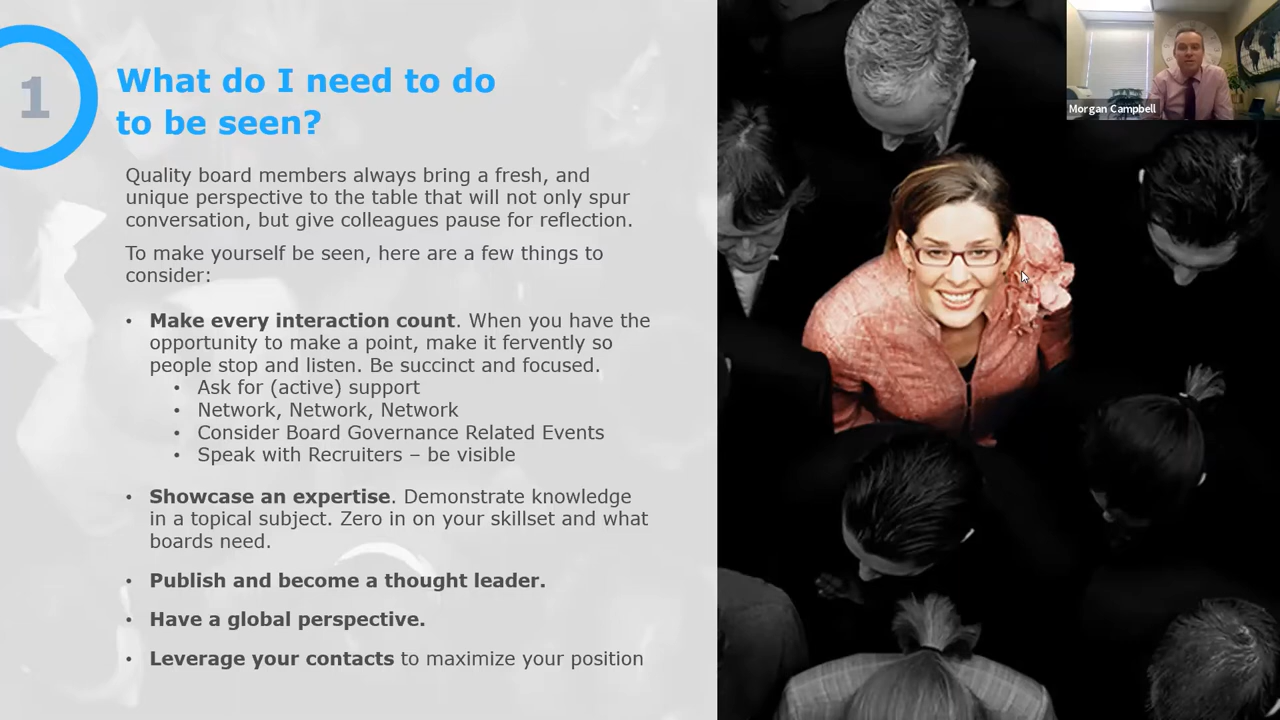 1
What do I need to do
to be seen?
Quality board members always bring a fresh, and
unique perspective to the table that will not only spur
conversation, but give colleagues pause for reflection.
To make yourself be seen, here are a few things to
consider:
• Make every interaction count. When you have the
opportunity to make a point, make it fervently so
people stop and listen. Be succinct and focused.
• Ask for (active) support
• Network, Network, Network
• Consider Board Governance Related Events
• Speak with Recruiters – be visible
• Showcase an expertise. Demonstrate knowledge
in a topical subject. Zero in on your skillset and what
boards need.
• Publish and become a thought leader.
• Have a global perspective.
• Leverage your contacts to maximize your position
Morgan Campbell